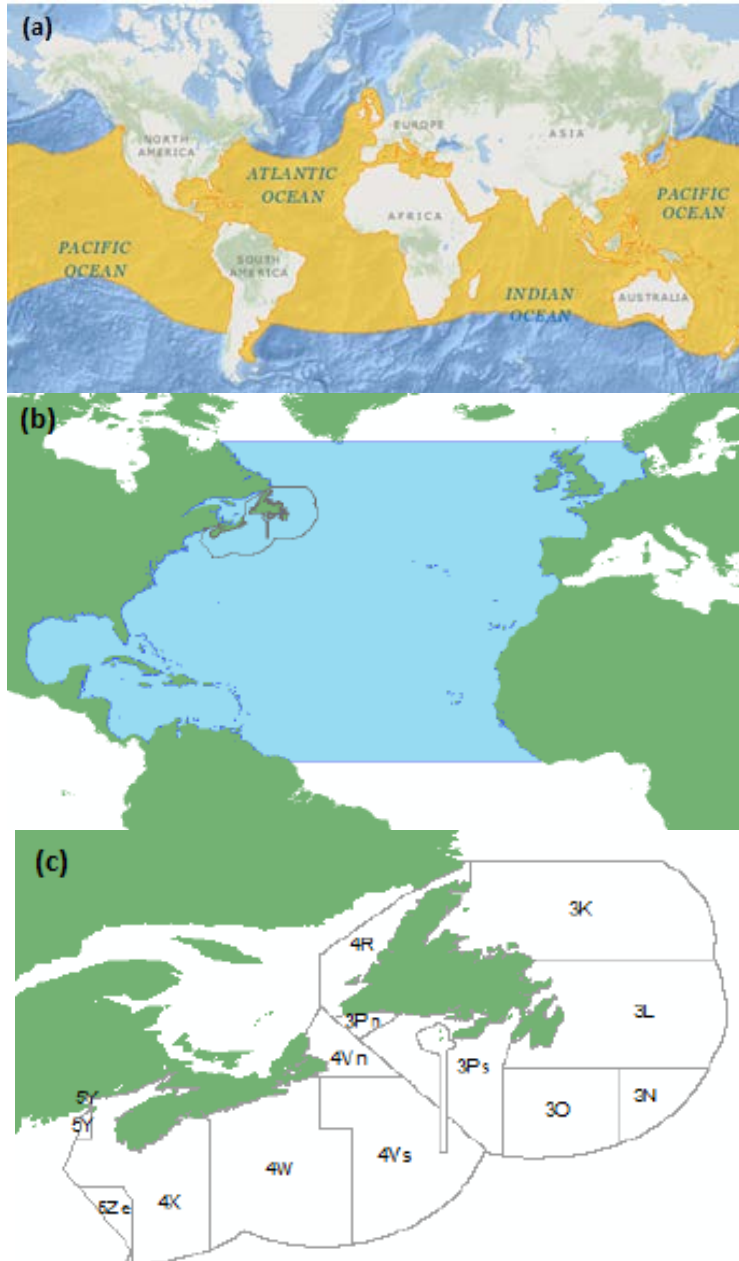 (a)
NORTH
AMERICA
EUROPE
ASIA
ATLANTIC
OCEAN
PACIFIC
OCEAN
AFRICA
PACIFIC
OCEAN
SOUTH
AMERICA
INDIAN
OCEAN
AUSTRALIA
(b)
(c)
3K
4R
3L
3Pn
4Vn
3Ps
5Y
5Y
3O
3N
4W
4Vs
4X
5Ze